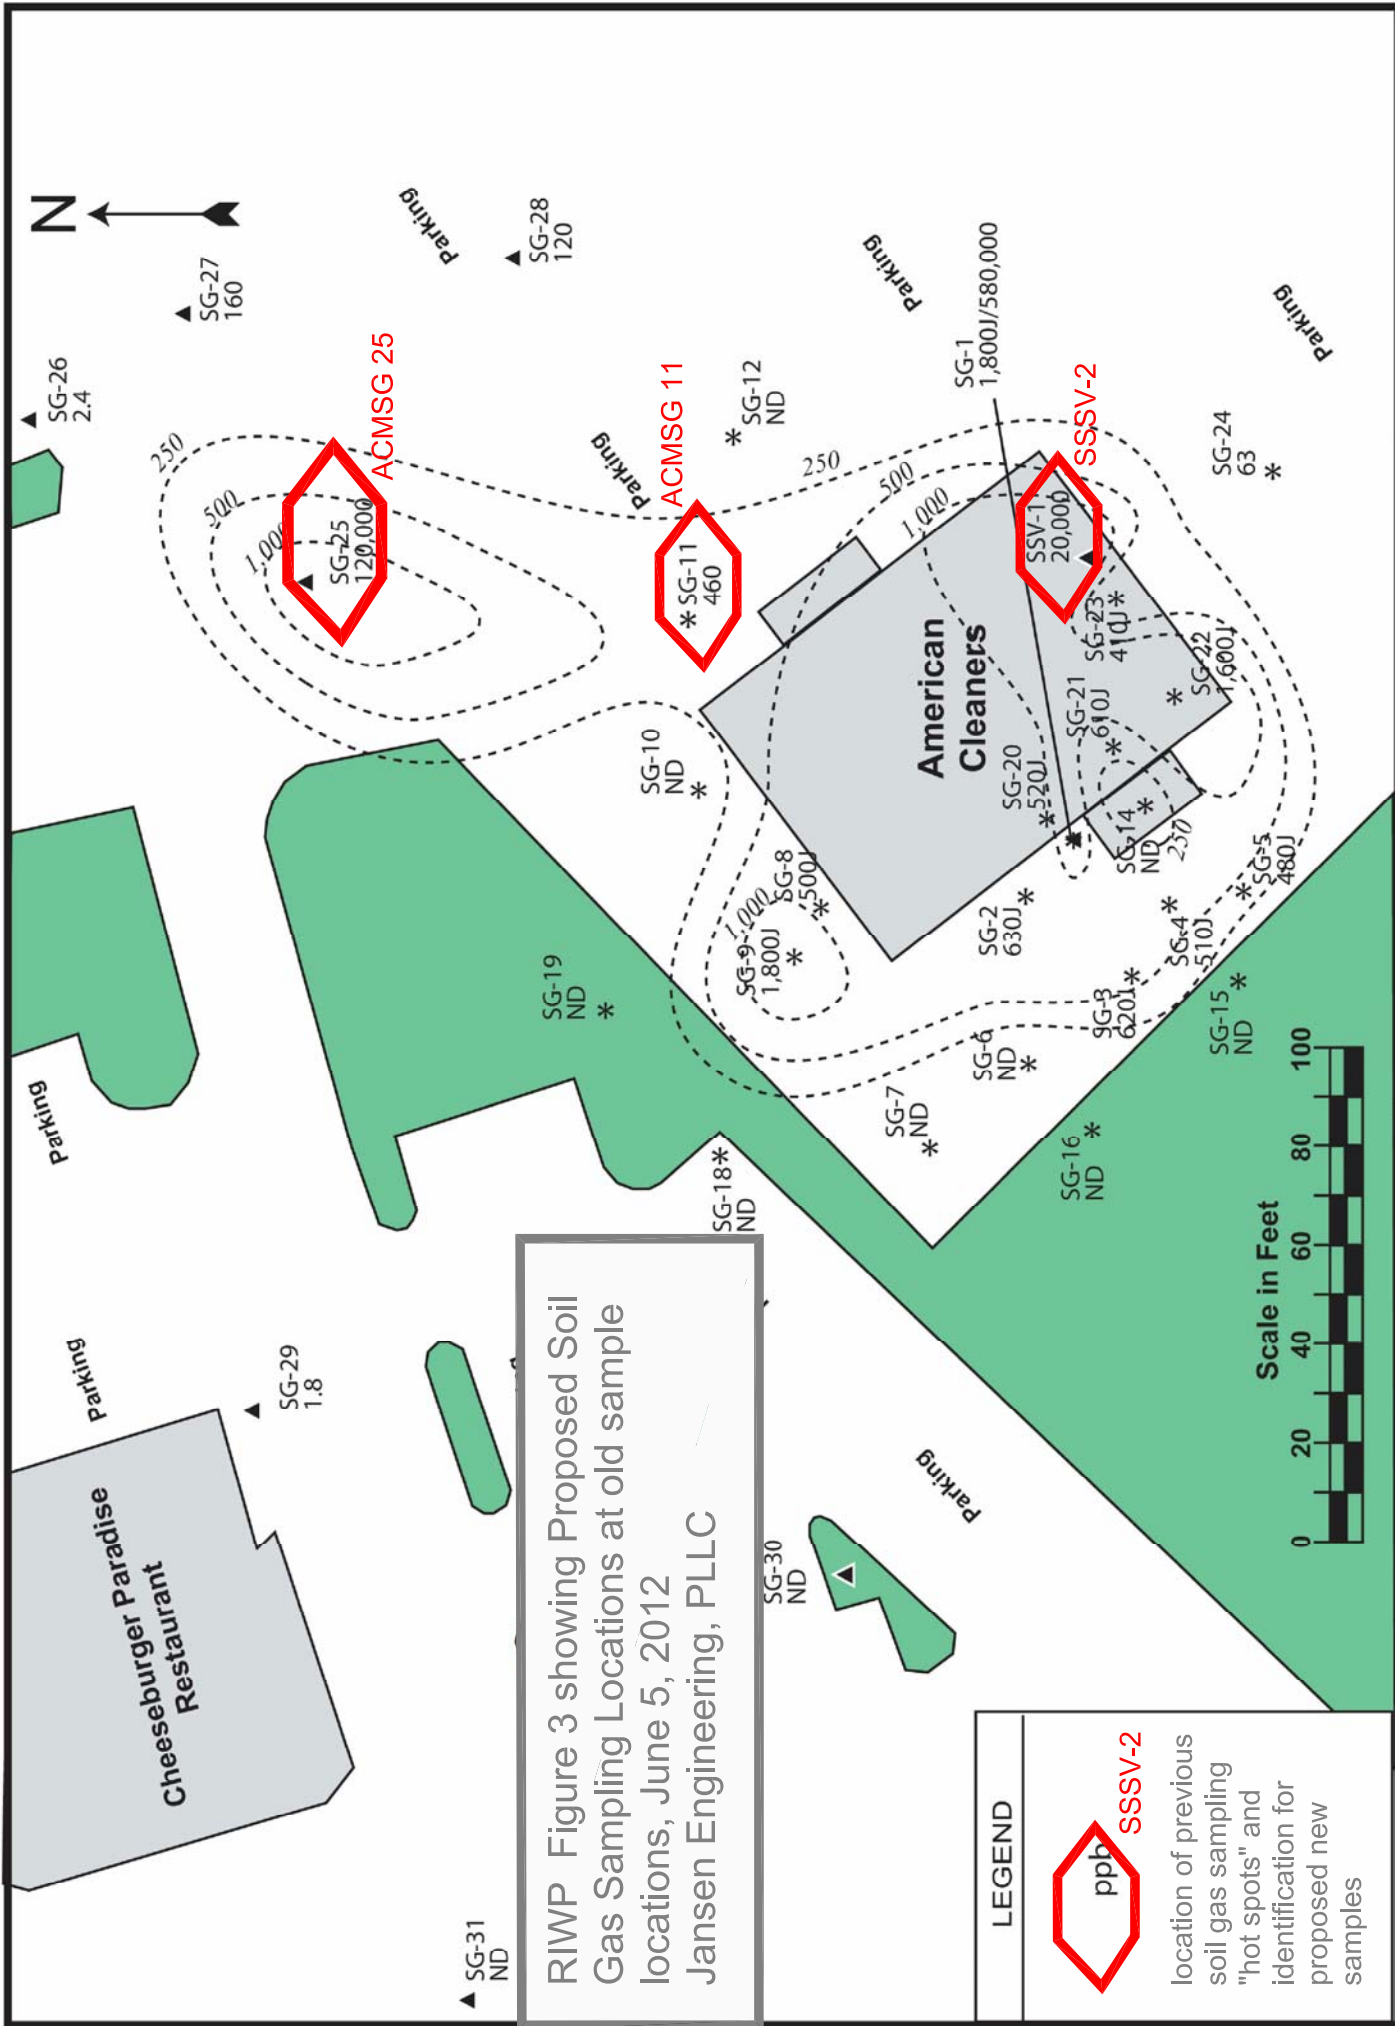 N
SG-26
2.4
SG-27
160
Parking
SG-28
120
250
500
1,000
SG-25
120,000
ACMSG 25
Parking
ACMSG 11
SG-11
460
SG-12
ND
250
500
1,000
Parking
SG-1
1,800J/580,000
SSV-1
20,000
SSSV-2
SG-24
63
Parking
American
Cleaners
SG-23
410J
SG-22
1,600J
SG-21
610J
SG-20
520J
SG-14
ND
250
SG-10
ND
SG-8
500J
1,000
SG-9
1,800J
SG-2
630J
SG-4
510J
SG-5
480J
SG-3
620J
SG-6
ND
SG-7
ND
SG-15
ND
SG-16
ND
SG-19
ND
SG-18
ND
Parking
Parking
SG-29
1.8
Cheeseburger Paradise
Restaurant
SG-30
ND
Parking
SG-31
ND
RIWP Figure 3 showing Proposed Soil
Gas Sampling Locations at old sample
locations, June 5, 2012
Jansen Engineering, PLLC
Scale in Feet
0 20 40 60 80 100
LEGEND
ppb
SSSV-2
location of previous
soil gas sampling
"hot spots" and
identification for
proposed new
samples